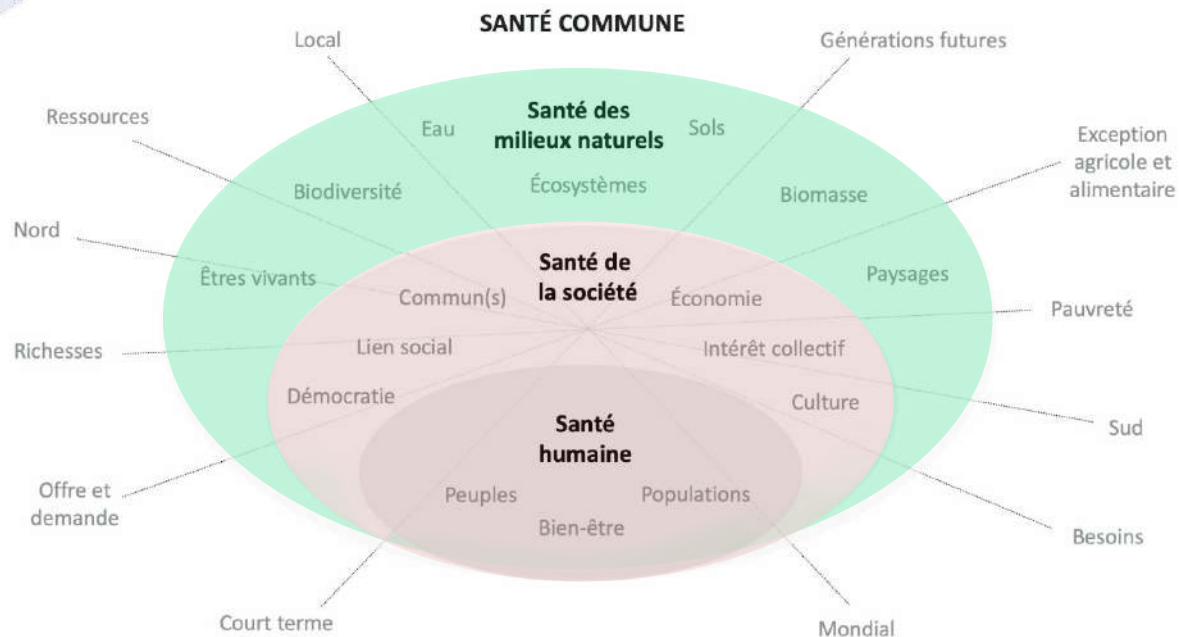 SANTÉ COMMUNE
Local
Générations futures
Ressources
Santé des
milieux naturels
Eau
Sols
Exception
agricole et
alimentaire
Biodiversité
Écosystèmes
Biomasse
Nord
Êtres vivants
Santé de
la société
Paysages
Commun(s)
Économie
Pauvreté
Richesses
Lien social
Intérêt collectif
Démocratie
Culture
Santé
humaine
Sud
Offre et
demande
Peuples
Populations
Bien-être
Besoins
Court terme
Mondial